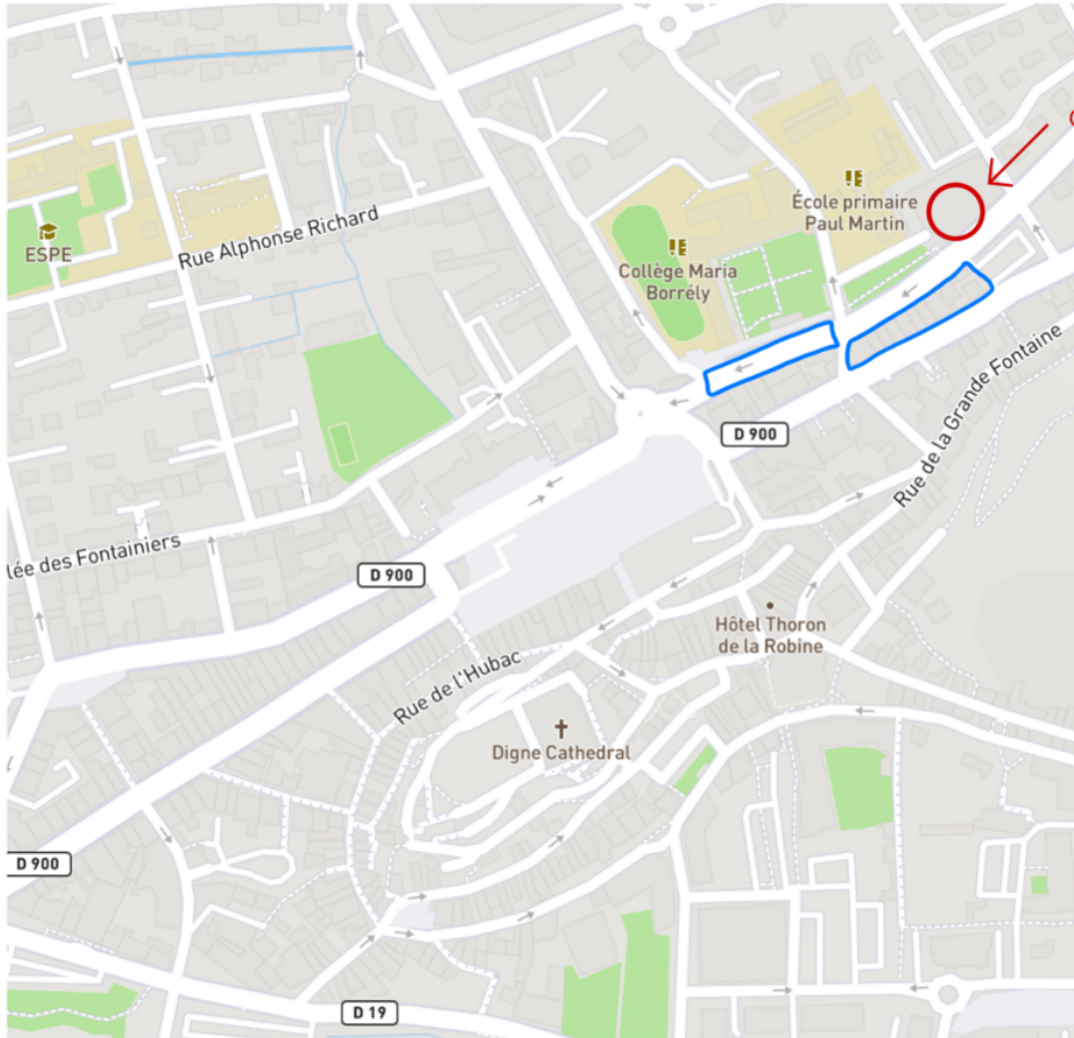 École primaire
Paul Martin
Rue Alphonse Richard
ESPE
Collège Maria
Borrély
Rue de la Grande Fontaine
D 900
lée des Fontainiers
D 900
Hôtel Thoron
de la Robine
Rue de l'Hubac
Digne Cathedral
D 900
D 19